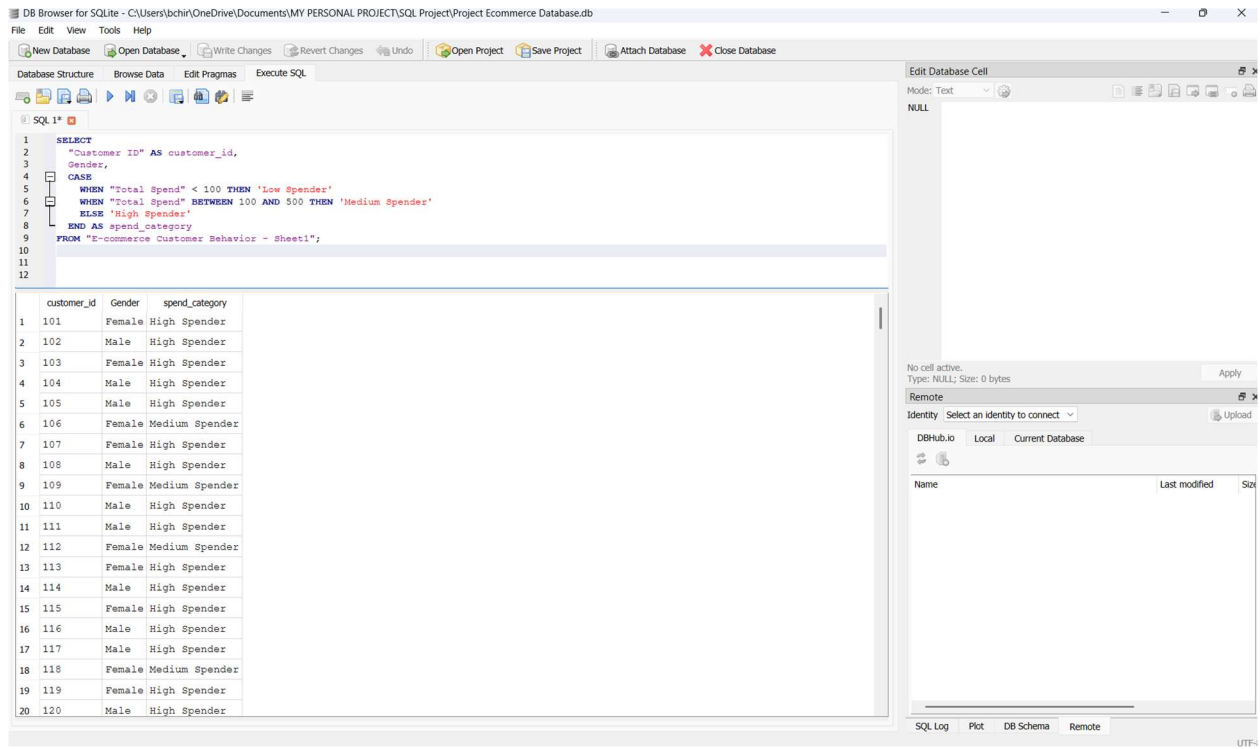 DB Browser for SQLite - C:\Users\bchir\OneDrive\Documents\MY PERSONAL PROJECT\SQL Project\Project Ecommerce Database.db
File Edit View Tools Help
New Database Open Database Write Changes Revert Changes Undo Open Project Save Project Attach Database Close Database
Database Structure Browse Data Edit Pragmas Execute SQL
SQL 1*
1 SELECT
2 "Customer ID" AS customer_id,
3 Gender,
4 CASE
5 WHEN "Total Spend" < 100 THEN 'Low Spender'
6 WHEN "Total Spend" BETWEEN 100 AND 500 THEN 'Medium Spender'
7 ELSE 'High Spender'
8 END AS spend_category
9 FROM "E-commerce Customer Behavior - Sheet1";
10
11
12
customer_id Gender spend_category
1 101 Female High Spender
2 102 Male High Spender
3 103 Female High Spender
4 104 Male High Spender
5 105 Male High Spender
6 106 Female Medium Spender
7 107 Female High Spender
8 108 Male High Spender
9 109 Female Medium Spender
10 110 Male High Spender
11 111 Male High Spender
12 112 Female Medium Spender
13 113 Female High Spender
14 114 Male High Spender
15 115 Female High Spender
16 116 Male High Spender
17 117 Male High Spender
18 118 Female Medium Spender
19 119 Female High Spender
20 120 Male High Spender
Edit Database Cell
Mode: Text
NULL
No cell active.
Type: NULL; Size: 0 bytes
Apply
Remote
Identity Select an identity to connect Upload
DBHub.io Local Current Database
Name Last modified Size
SQL Log Plot DB Schema Remote
UTF-